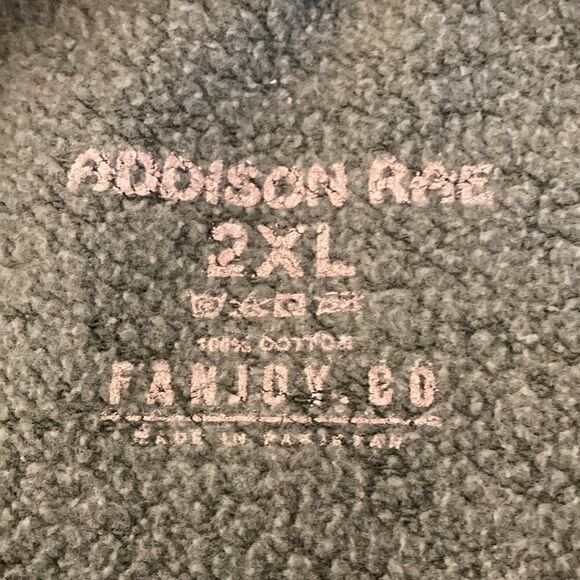 ADDISON RAE
2XL
100% COTTON
FANJOY.CO
MADE IN PAKISTAN